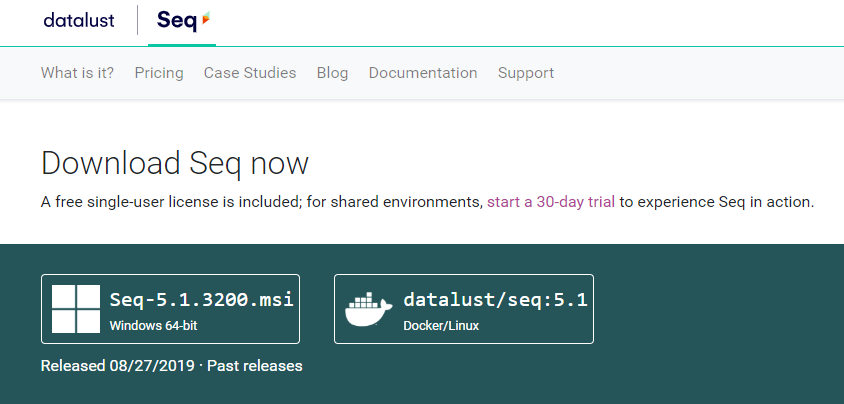 datalust Seq
What is it? Pricing Case Studies Blog Documentation Support
Download Seq now
A free single-user license is included; for shared environments, start a 30-day trial to experience Seq in action.
Seq-5.1.3200.msi
Windows 64-bit
datalust/seq:5.1
Docker/Linux
Released 08/27/2019 · Past releases